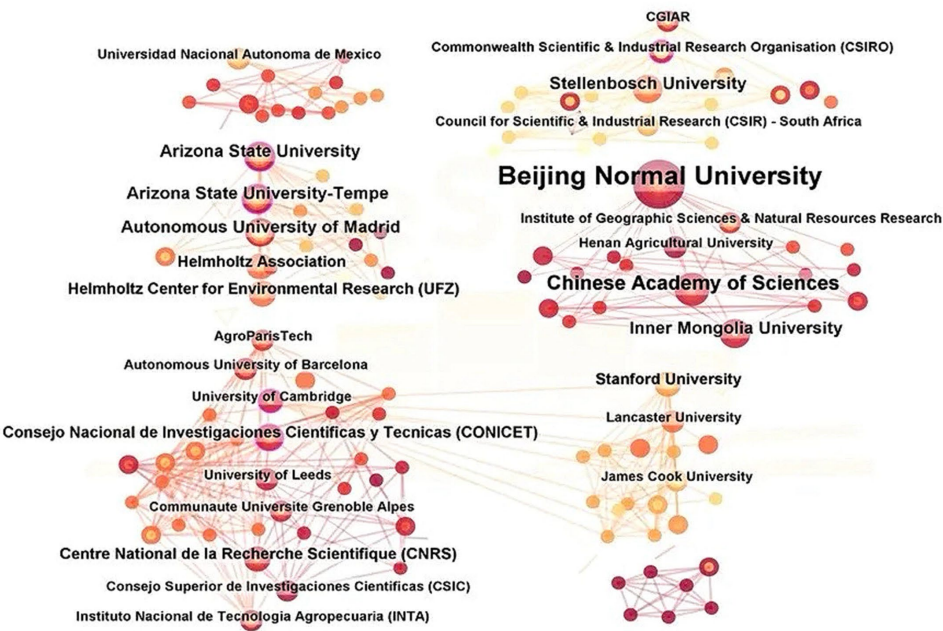 Universidad Nacional Autonoma de Mexico
Arizona State University
Arizona State University-Tempe
Autonomous University of Madrid
Helmholtz Association
Helmholtz Center for Environmental Research (UFZ)
AgroParisTech
Autonomous University of Barcelona
University of Cambridge
Consejo Nacional de Investigaciones Cientificas y Tecnicas (CONICET)
University of Leeds
Communaute Universite Grenoble Alpes
Centre National de la Recherche Scientifique (CNRS)
Consejo Superior de Investigaciones Cientificas (CSIC)
Instituto Nacional de Tecnologia Agropecuaria (INTA)
CGIAR
Commonwealth Scientific & Industrial Research Organisation (CSIRO)
Stellenbosch University
Council for Scientific & Industrial Research (CSIR) - South Africa
Beijing Normal University
Institute of Geographic Sciences & Natural Resources Research
Henan Agricultural University
Chinese Academy of Sciences
Inner Mongolia University
Stanford University
Lancaster University
James Cook University